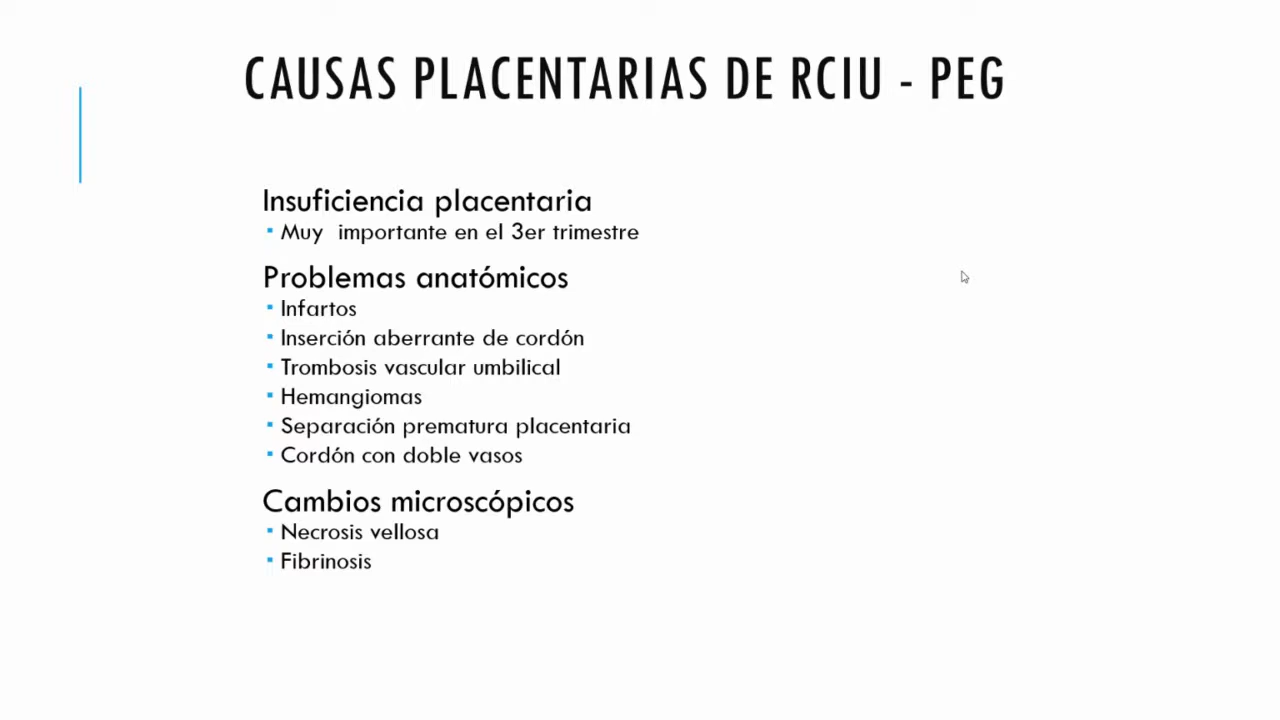 CAUSAS PLACENTARIAS DE RCIU - PEG
Insuficiencia placentaria
▪ Muy importante en el 3er trimestre
Problemas anatómicos
▪ Infartos
▪ Inserción aberrante de cordón
▪ Trombosis vascular umbilical
▪ Hemangiomas
▪ Separación prematura placentaria
▪ Cordón con doble vasos
Cambios microscópicos
▪ Necrosis vellosa
▪ Fibrinosis